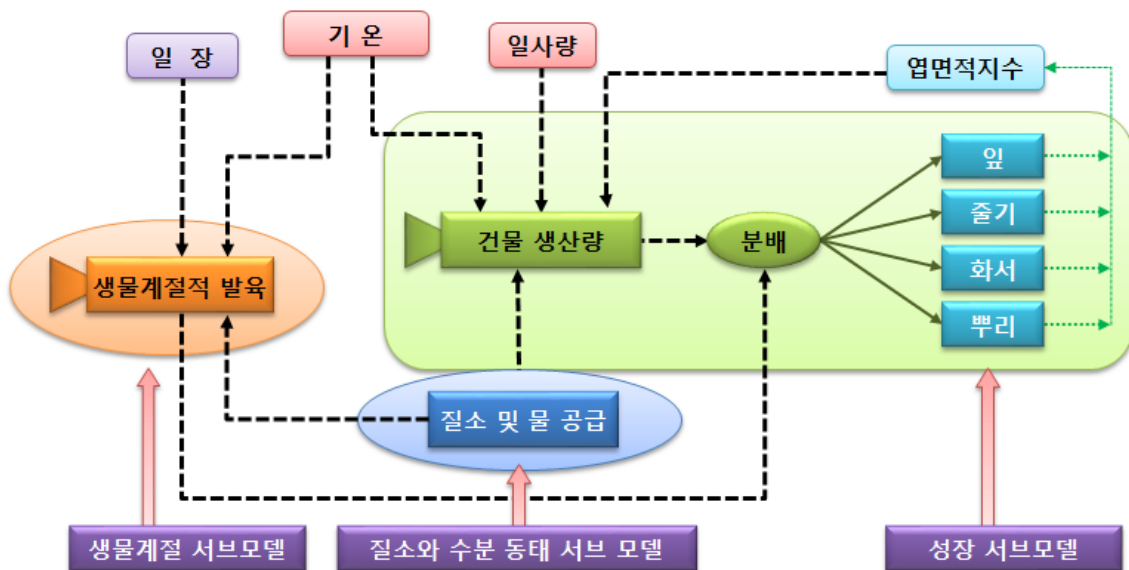 일 장
기 온
일사량
엽면적지수
잎
줄기
화서
뿌리
건물 생산량
분배
생물계절적 발육
질소 및 물 공급
생물계절 서브모델
질소와 수분 동태 서브 모델
성장 서브모델